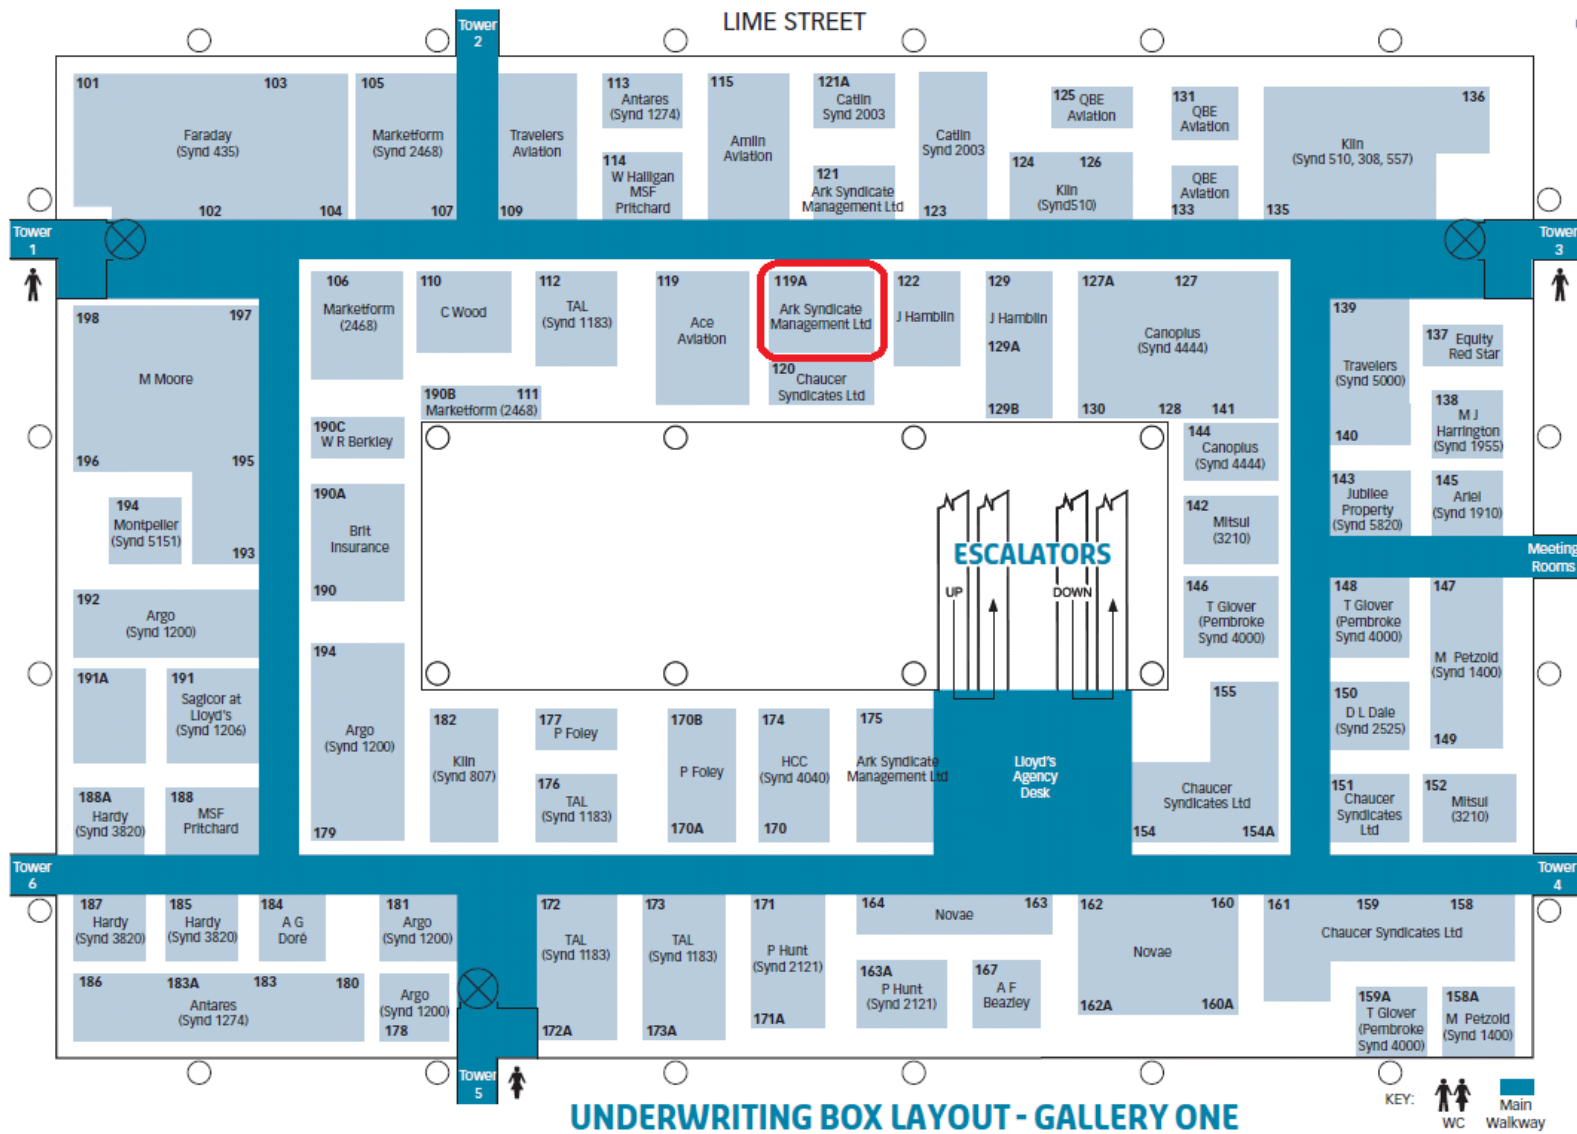 LIME STREET
Tower
2
101
103
105
113
115
121A
125 QBE
Aviation
131
QBE
Aviation
136
Faraday
(Synd 435)
Marketform
(Synd 2468)
Travelers
Aviation
Antares
(Synd 1274)
114
W Halligan
MSF
Pritchard
Amlin
Aviation
Catlin
Synd 2003
121
Ark Syndicate
Management Ltd
Catlin
Synd 2003
124
126
Kiln
(Synd510)
QBE
Aviation
Kiln
(Synd 510, 308, 557)
102
104
107
109
123
133
135
Tower
1
Tower
3
106
Marketform
(2468)
110
C Wood
112
TAL
(Synd 1183)
119
Ace
Aviation
119A
Ark Syndicate
Management Ltd
122
J Hamblin
129
J Hamblin
129A
129B
127A
127
Canoplus
(Synd 4444)
130
128
141
120
Chaucer
Syndicates Ltd
190B
111
Marketform (2468)
190C
W R Berkley
198
197
M Moore
196
195
193
194
Montpelier
(Synd 5151)
190A
Brit
Insurance
190
139
Travelers
(Synd 5000)
140
137 Equity
Red Star
138
M J
Harrington
(Synd 1955)
144
Canoplus
(Synd 4444)
143
Jubilee
Property
(Synd 5820)
145
Ariel
(Synd 1910)
142
Mitsui
(3210)
Meeting
Rooms
ESCALATORS
UP
DOWN
192
Argo
(Synd 1200)
146
T Glover
(Pembroke
Synd 4000)
148
T Glover
(Pembroke
Synd 4000)
147
M Petzold
(Synd 1400)
149
191A
191
Sagicor at
Lloyd's
(Synd 1206)
194
Argo
(Synd 1200)
179
182
Kiln
(Synd 807)
177
P Foley
176
TAL
(Synd 1183)
170B
P Foley
170A
174
HCC
(Synd 4040)
170
175
Ark Syndicate
Management Ltd
Lloyd's
Agency
Desk
155
Chaucer
Syndicates Ltd
154
154A
150
D L Dale
(Synd 2525)
151
Chaucer
Syndicates
Ltd
152
Mitsui
(3210)
188A
Hardy
(Synd 3820)
188
MSF
Pritchard
Tower
6
Tower
4
187
Hardy
(Synd 3820)
185
Hardy
(Synd 3820)
184
A G
Doré
181
Argo
(Synd 1200)
172
TAL
(Synd 1183)
172A
173
TAL
(Synd 1183)
173A
171
P Hunt
(Synd 2121)
171A
164
Novae
163
163A
P Hunt
(Synd 2121)
167
A F
Beazley
162
160
Novae
162A
160A
161
159
158
Chaucer Syndicates Ltd
186
183A
183
180
Antares
(Synd 1274)
Argo
(Synd 1200)
178
159A
T Glover
(Pembroke
Synd 4000)
158A
M Petzold
(Synd 1400)
Tower
5
UNDERWRITING BOX LAYOUT - GALLERY ONE
KEY:
WC
Main
Walkway